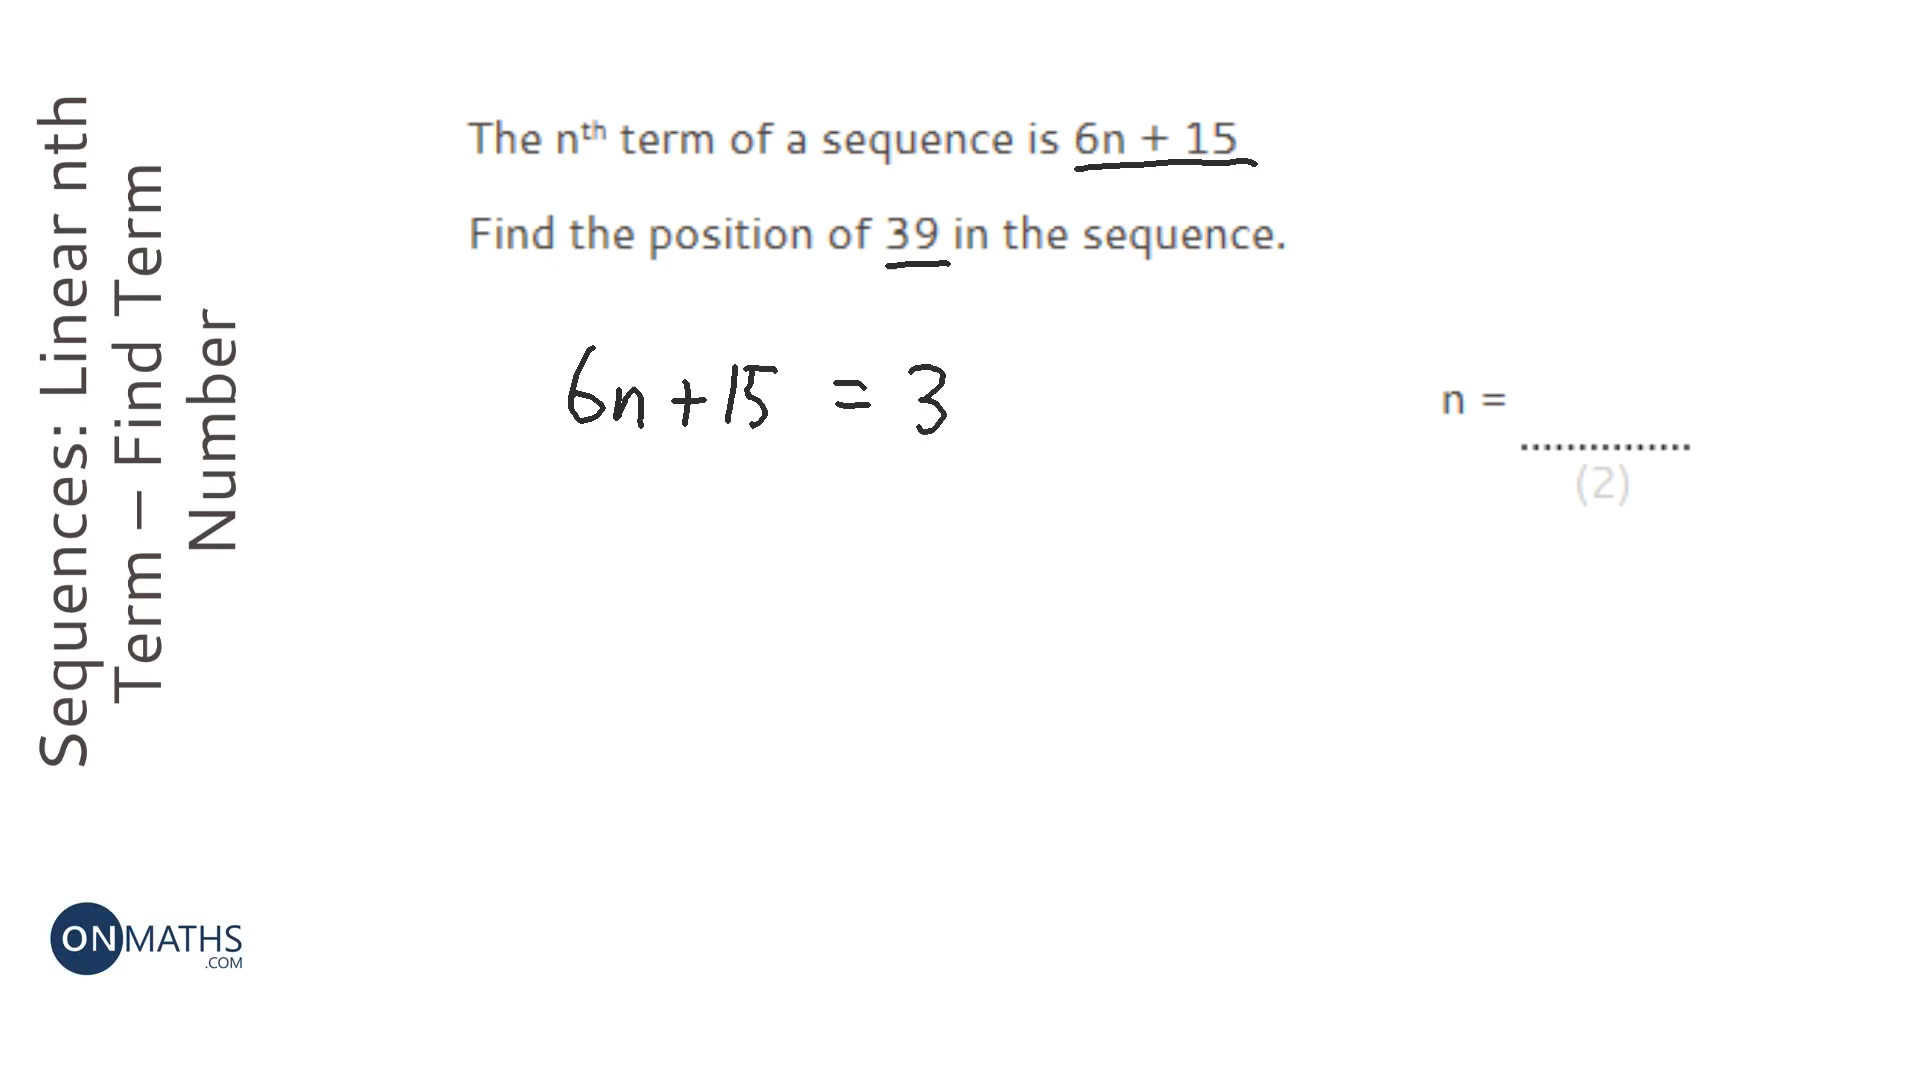 Sequences: Linear nth
Term – Find Term
Number
The nth term of a sequence is 6n + 15
Find the position of 39 in the sequence.
6n + 15 = 3
n =
...............
(2)
ONMATHS
.COM